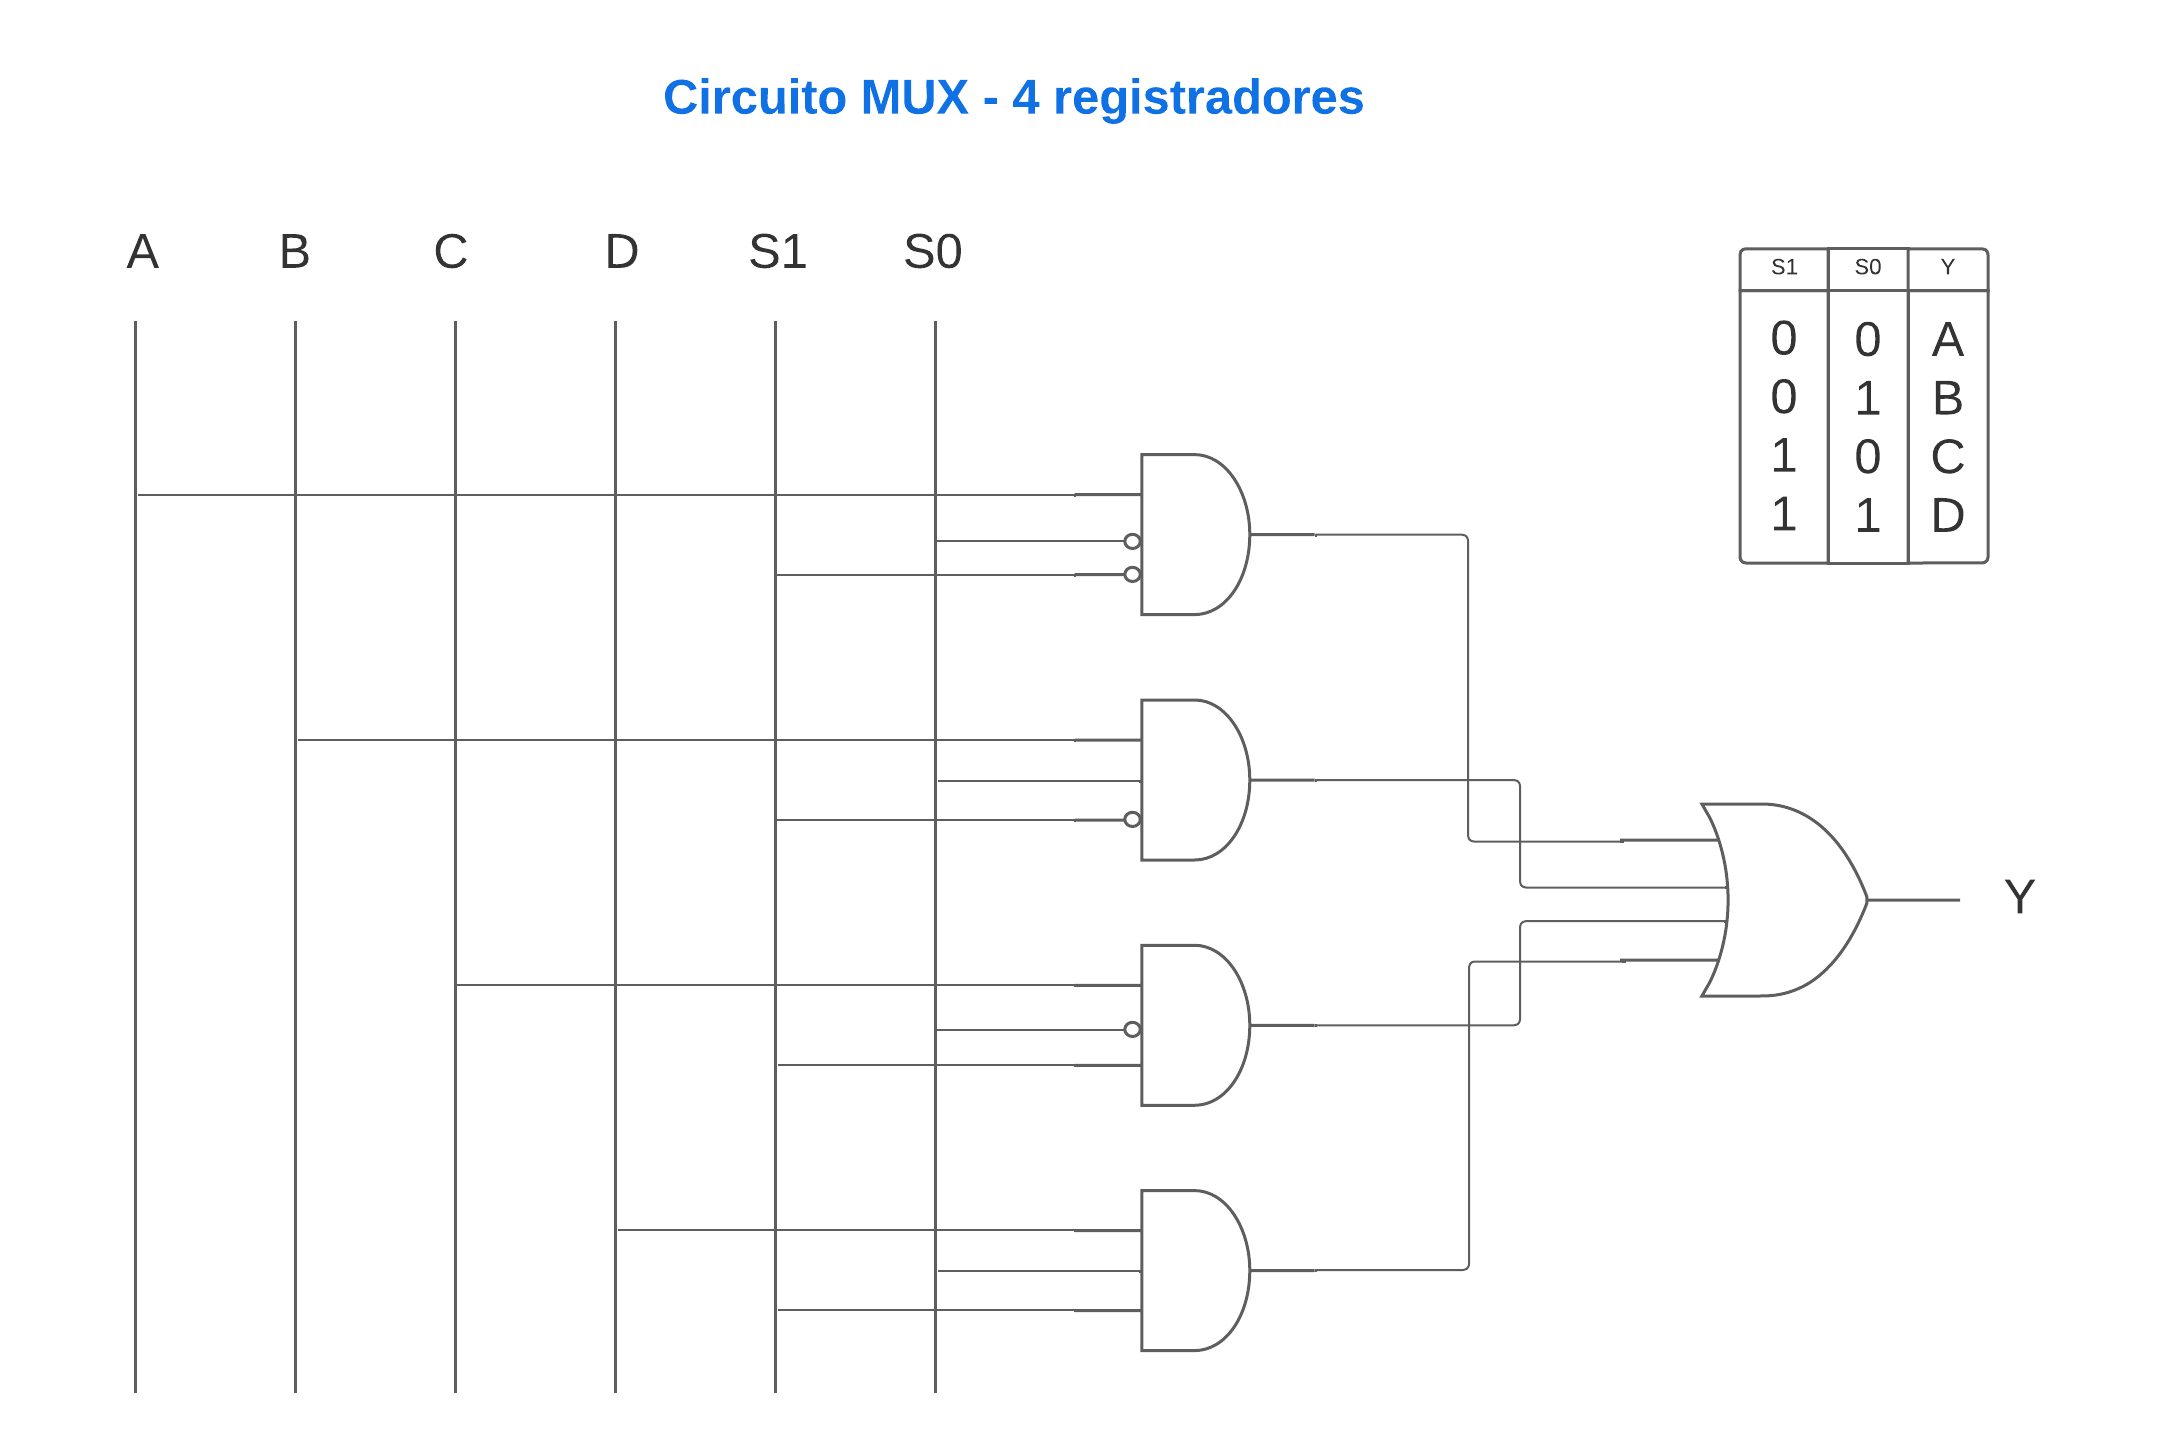 Circuito MUX - 4 registradores
A B C D S1 S0
S1 S0 Y
0 0 A
0 1 B
1 0 C
1 1 D
Y